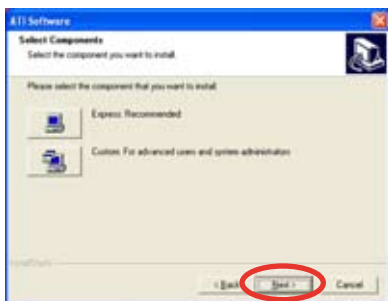 ATI Software
Select Components
Select the component you want to install.
Please select the component that you want to install
Express: Recommended
Custom: For advanced users and system administrators
InstallShield
< Back
Next >
Cancel